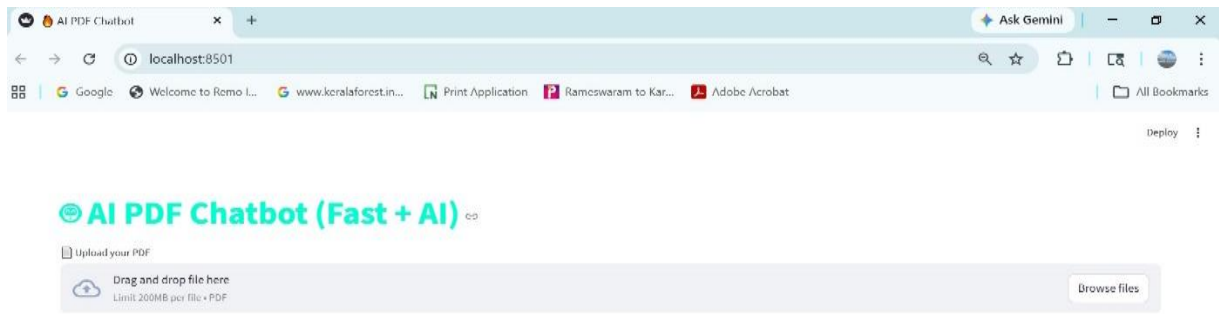 AI PDF Chatbot
Ask Gemini
localhost:8501
Google Welcome to Remo I... www.keralaforest.in... Print Application Rameswaram to Kar... Adobe Acrobat All Bookmarks
Deploy
AI PDF Chatbot (Fast + AI)
Upload your PDF
Drag and drop file here
Limit 200MB per file • PDF
Browse files